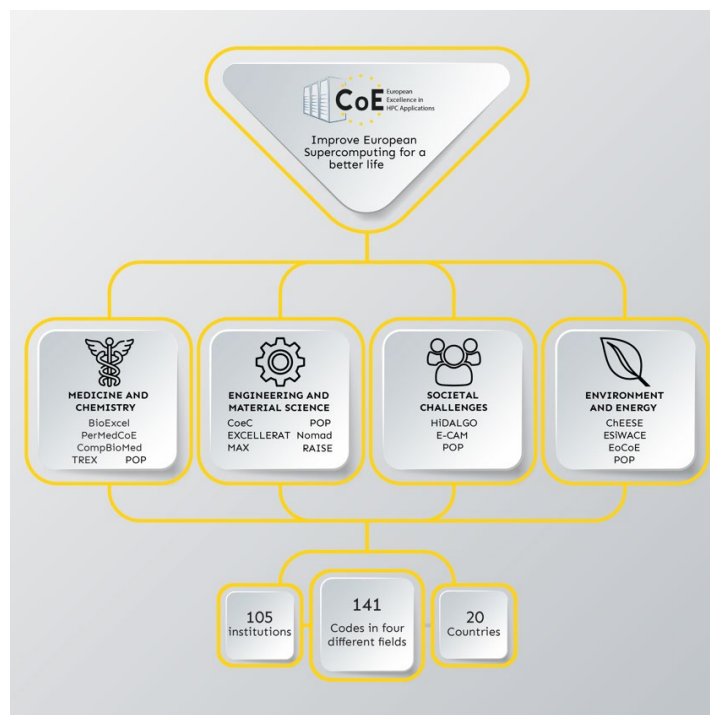 CoE
European
Excellence in
HPC Applications
Improve European
Supercomputing for a
better life
MEDICINE AND
CHEMISTRY
BioExcel
PerMedCoE
CompBioMed
TREX POP
ENGINEERING AND
MATERIAL SCIENCE
CoeC POP
EXCELLERAT Nomad
MAX RAISE
SOCIETAL
CHALLENGES
HiDALGO
E-CAM
POP
ENVIRONMENT
AND ENERGY
ChEESE
ESiWACE
EoCoE
POP
105
institutions
141
Codes in four
different fields
20
Countries